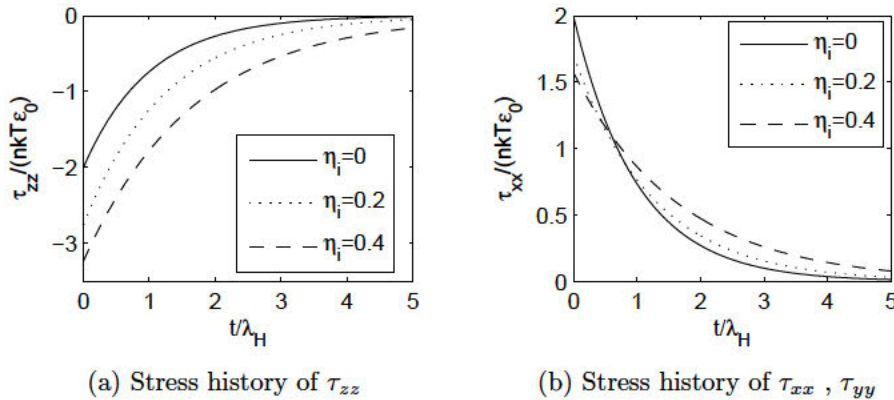 0
−1
−2
−3
τzz/(nkTε0)
ηi=0
ηi=0.2
ηi=0.4
0 1 2 3 4 5
t/λH
(a) Stress history of τzz
2
1.5
1
0.5
0
τxx/(nkTε0)
ηi=0
ηi=0.2
ηi=0.4
0 1 2 3 4 5
t/λH
(b) Stress history of τxx , τyy